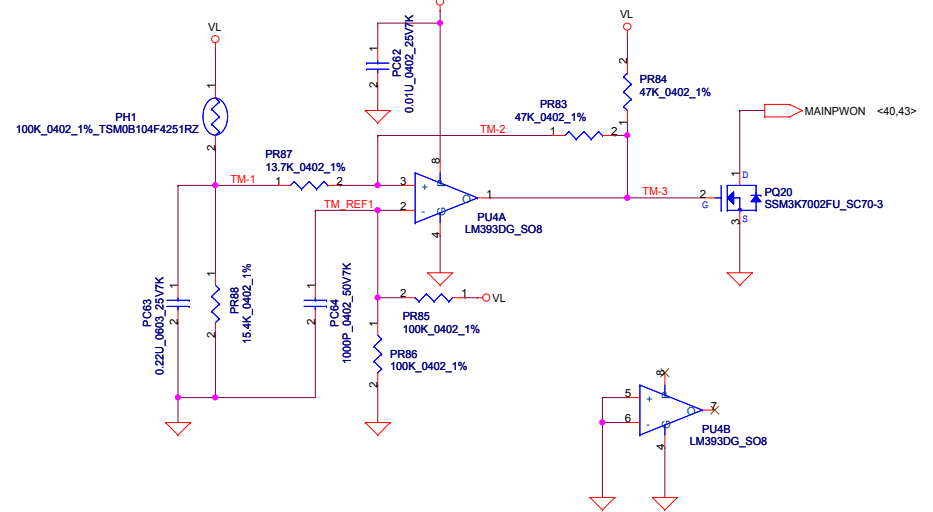 VL
VL
1
PC62
0.01U_0402_25V7K
2
2
PR84
47K_0402_1%
1
1
PH1
100K_0402_1%_TSM0B104F4251RZ
2
PR83
47K_0402_1%
TM-2
1
2
MAINPWON <40,43>
PR87
13.7K_0402_1%
TM-1
1
2
8
3
+
P
O
1
TM_REF1
2
-
G
4
PU4A
LM393DG_SO8
TM-3
2
G
1
D
3
S
PQ20
SSM3K7002FU_SC70-3
1
PC63
0.22U_0603_25V7K
2
1
PR88
15.4K_0402_1%
2
1
PC64
1000P_0402_50V7K
2
2
1
VL
PR85
100K_0402_1%
1
PR86
100K_0402_1%
2
8
5
+
P
O
7
6
-
G
4
PU4B
LM393DG_SO8